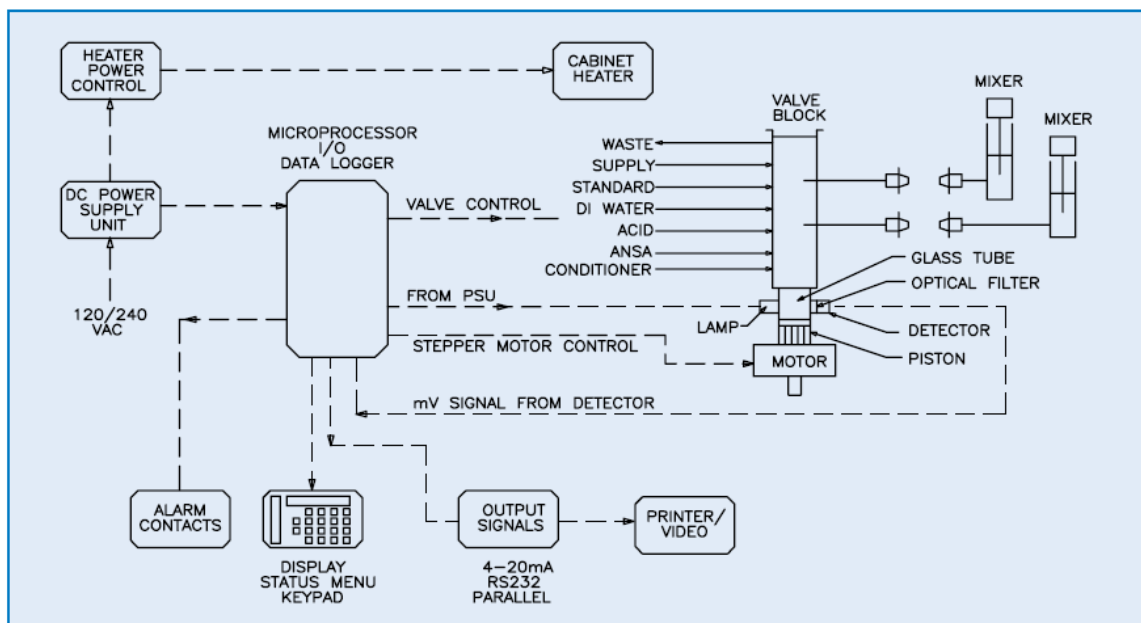 HEATER
POWER
CONTROL
CABINET
HEATER
MIXER
MIXER
VALVE
BLOCK
MICROPROCESSOR
I/O
DATA LOGGER
WASTE
SUPPLY
STANDARD
DI WATER
ACID
ANSA
CONDITIONER
DC POWER
SUPPLY
UNIT
VALVE CONTROL
GLASS TUBE
OPTICAL FILTER
DETECTOR
PISTON
120/240
VAC
FROM PSU
LAMP
STEPPER MOTOR CONTROL
MOTOR
mV SIGNAL FROM DETECTOR
ALARM
CONTACTS
DISPLAY
STATUS MENU
KEYPAD
OUTPUT
SIGNALS
4-20mA
RS232
PARALLEL
PRINTER/
VIDEO